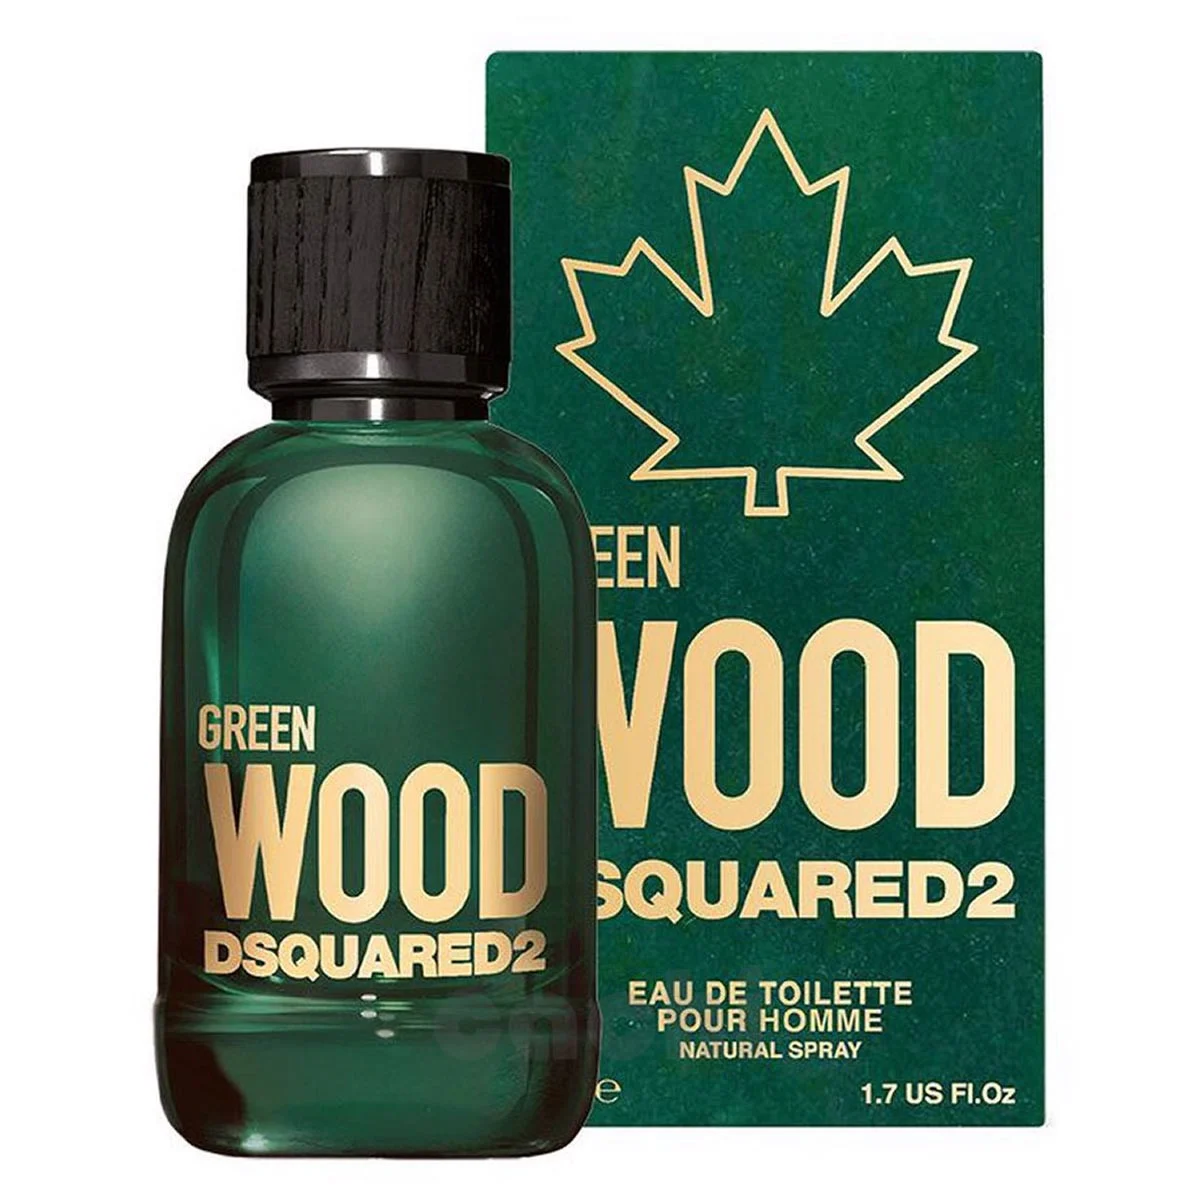 GREEN
WOOD
DSQUARED2
EEN
WOOD
SQUARED2
EAU DE TOILETTE
POUR HOMME
NATURAL SPRAY
e
1.7 US Fl.Oz